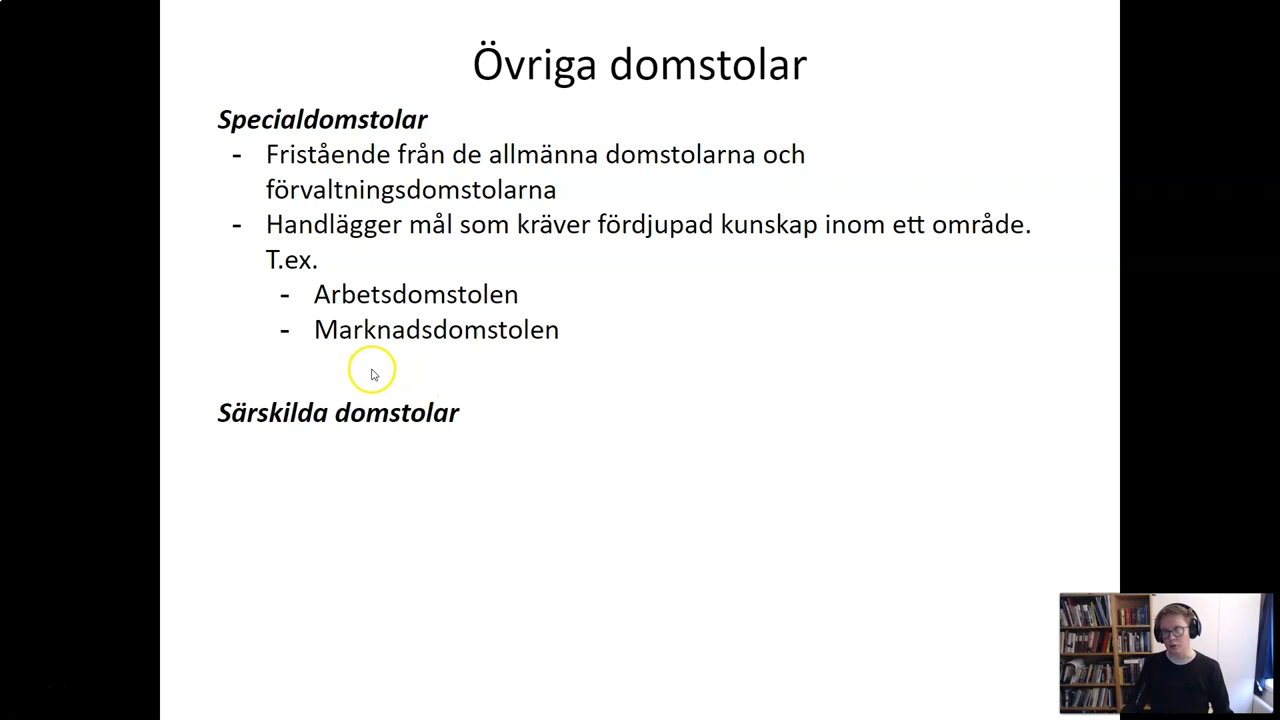 Övriga domstolar
Specialdomstolar
- Fristående från de allmänna domstolarna och
förvaltningsdomstolarna
- Handlägger mål som kräver fördjupad kunskap inom ett område.
T.ex.
- Arbetsdomstolen
- Marknadsdomstolen
Särskilda domstolar